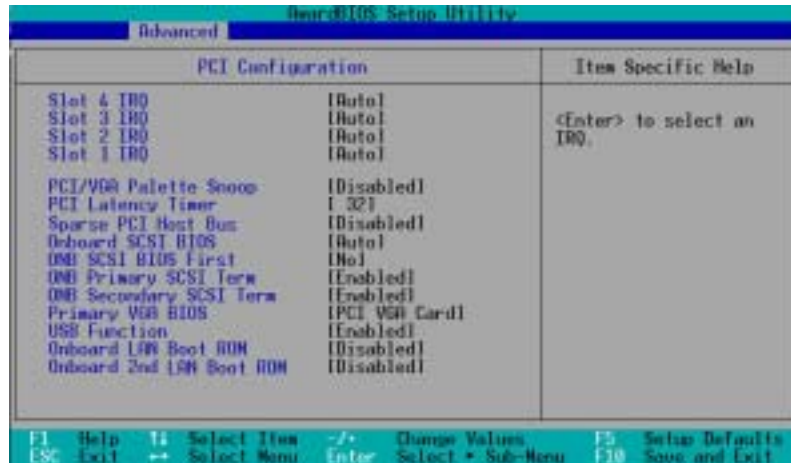 AwardBIOS Setup Utility
Advanced
PCI Configuration
Item Specific Help
Slot 4 IRQ [Auto]
Slot 3 IRQ [Auto]
Slot 2 IRQ [Auto]
Slot 1 IRQ [Auto]
<Enter> to select an
IRQ.
PCI/VGA Palette Snoop [Disabled]
PCI Latency Timer [ 32]
Sparse PCI Host Bus [Disabled]
Onboard SCSI BIOS [Auto]
ONB SCSI BIOS First [No]
ONB Primary SCSI Term [Enabled]
ONB Secondary SCSI Term [Enabled]
Primary VGA BIOS [PCI VGA Card]
USB Function [Enabled]
Onboard LAN Boot ROM [Disabled]
Onboard 2nd LAN Boot ROM [Disabled]
F1 Help ↑↓ Select Item -/+ Change Values F5 Setup Defaults
ESC Exit ↔ Select Menu Enter Select ▸ Sub-Menu F10 Save and Exit